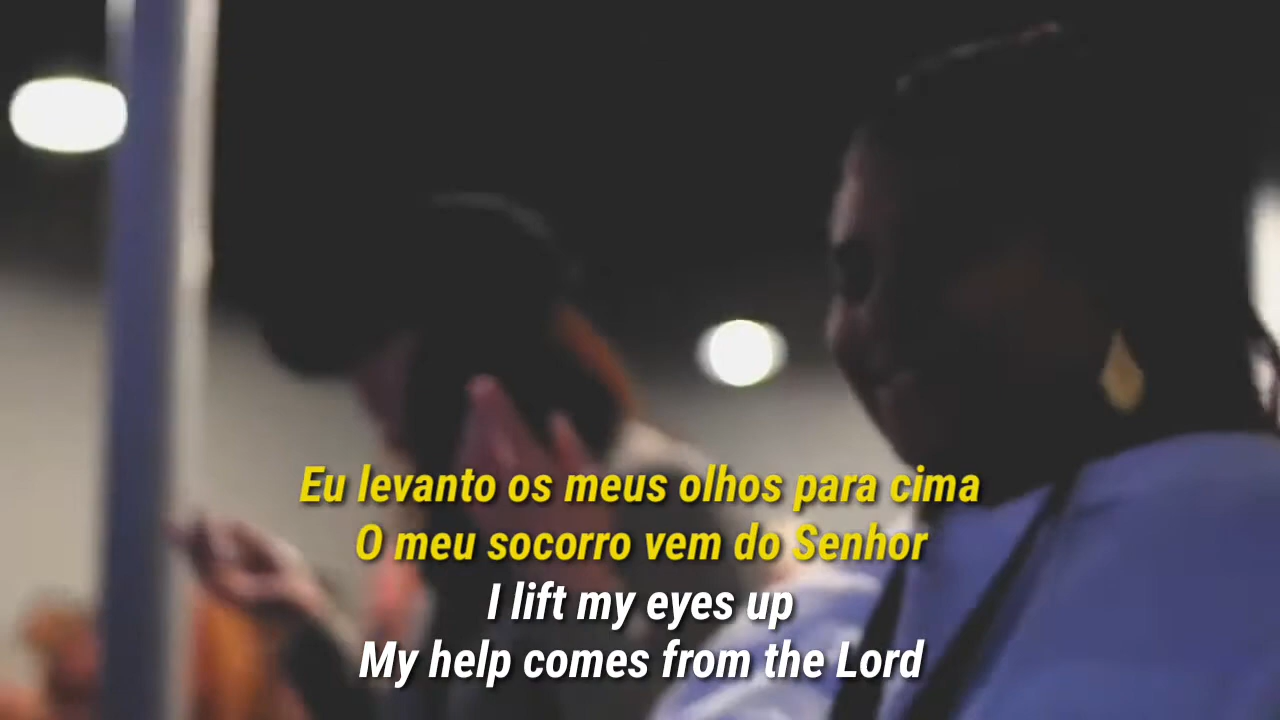 Eu levanto os meus olhos para cima
O meu socorro vem do Senhor
I lift my eyes up
My help comes from the Lord